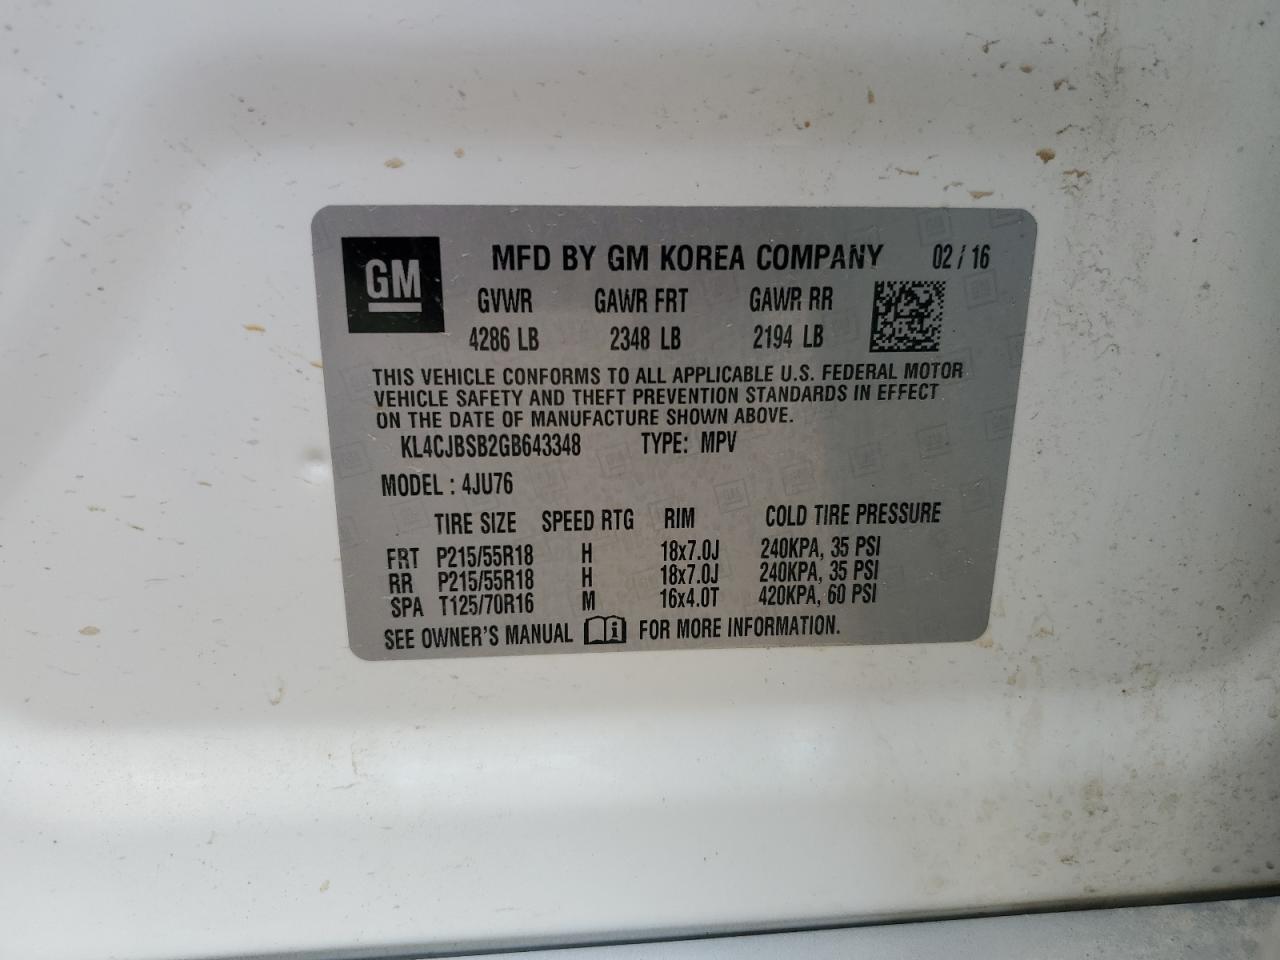 GM
MFD BY GM KOREA COMPANY 02 / 16
GVWR GAWR FRT GAWR RR
4286 LB 2348 LB 2194 LB
THIS VEHICLE CONFORMS TO ALL APPLICABLE U.S. FEDERAL MOTOR
VEHICLE SAFETY AND THEFT PREVENTION STANDARDS IN EFFECT
ON THE DATE OF MANUFACTURE SHOWN ABOVE.
KL4CJBSB2GB643348 TYPE: MPV
MODEL : 4JU76
TIRE SIZE SPEED RTG RIM COLD TIRE PRESSURE
FRT P215/55R18 H 18x7.0J 240KPA, 35 PSI
RR P215/55R18 H 18x7.0J 240KPA, 35 PSI
SPA T125/70R16 M 16x4.0T 420KPA, 60 PSI
SEE OWNER'S MANUAL i FOR MORE INFORMATION.